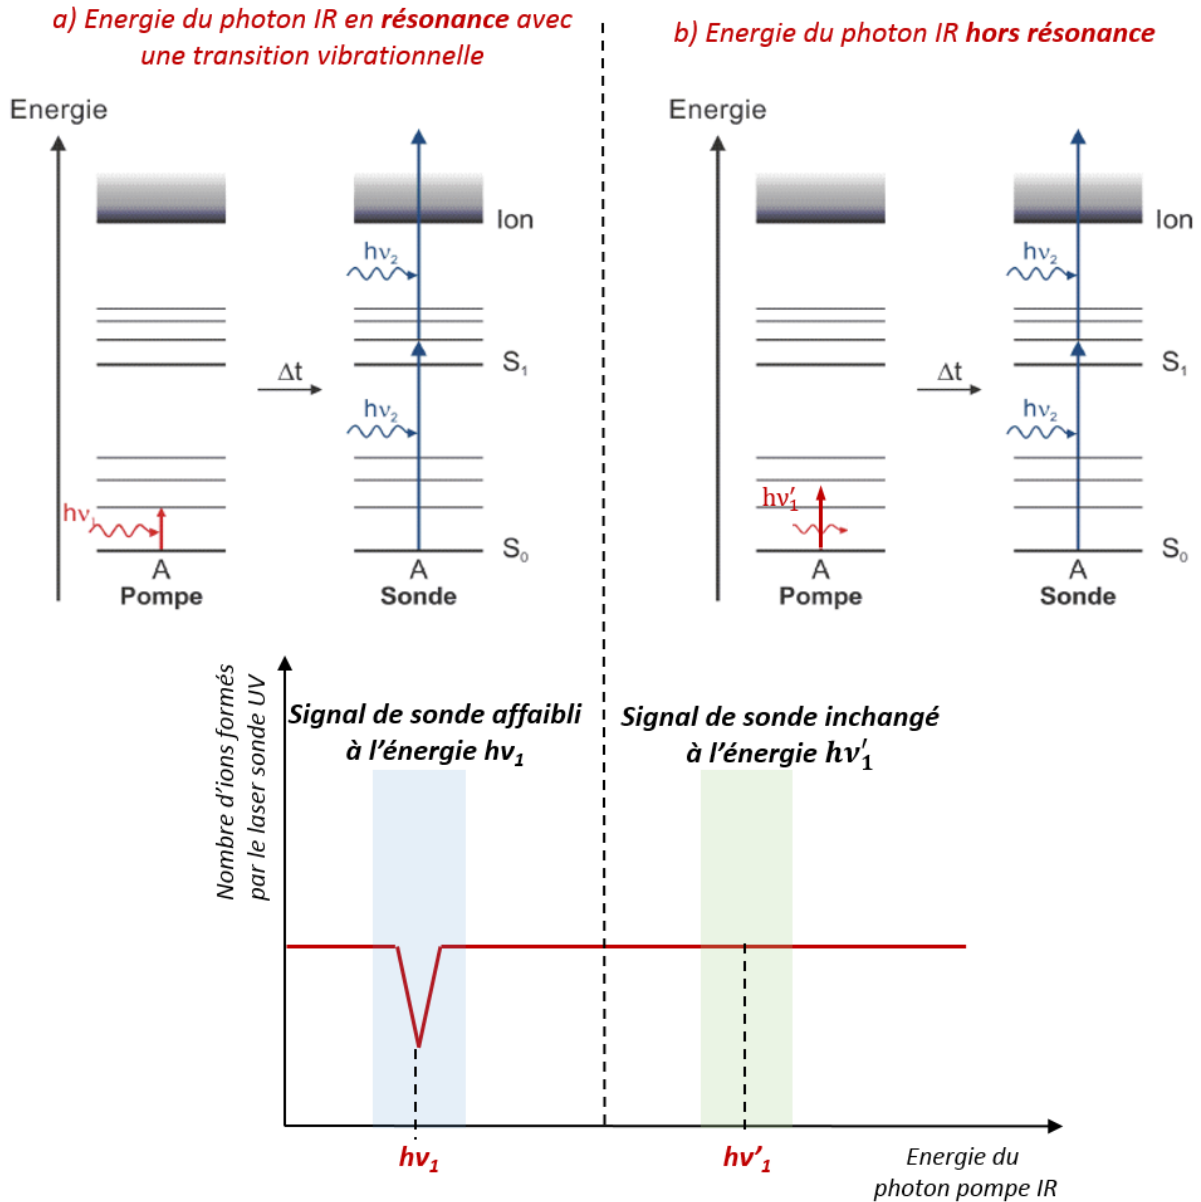 a) Energie du photon IR en résonance avec
une transition vibrationnelle
b) Energie du photon IR hors résonance
Energie
Ion
hν₂
S₁
Δt
hν₂
hν₁
S₀
A
A
Pompe
Sonde
Energie
Ion
hν₂
S₁
Δt
hν₂
hν′₁
S₀
A
A
Pompe
Sonde
Nombre d'ions formés
par le laser sonde UV
Signal de sonde affaibli
à l'énergie hν₁
Signal de sonde inchangé
à l'énergie hν′₁
hν₁
hν'₁
Energie du
photon pompe IR